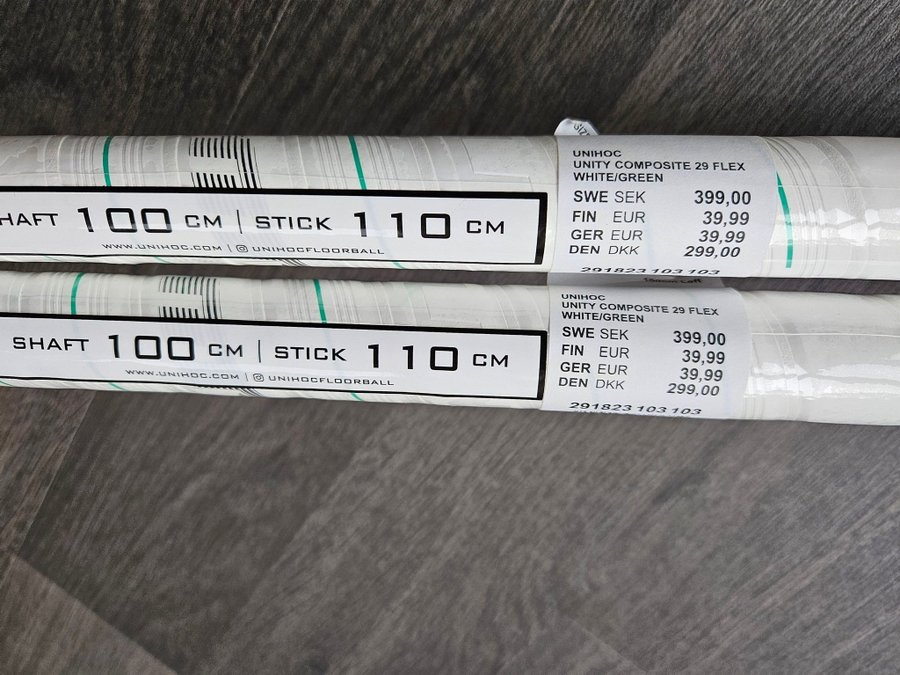 HAFT 100 CM | STICK 110 CM
WWW.UNIHOC.COM | UNIHOCFLOORBALL
UNIHOC
UNITY COMPOSITE 29 FLEX
WHITE/GREEN
SWE SEK 399,00
FIN EUR 39,99
GER EUR 39,99
DEN DKK 299,00
291823 103 103
SHAFT 100 CM | STICK 110 CM
WWW.UNIHOC.COM | UNIHOCFLOORBALL
UNIHOC
UNITY COMPOSITE 29 FLEX
WHITE/GREEN
SWE SEK 399,00
FIN EUR 39,99
GER EUR 39,99
DEN DKK 299,00
291823 103 103